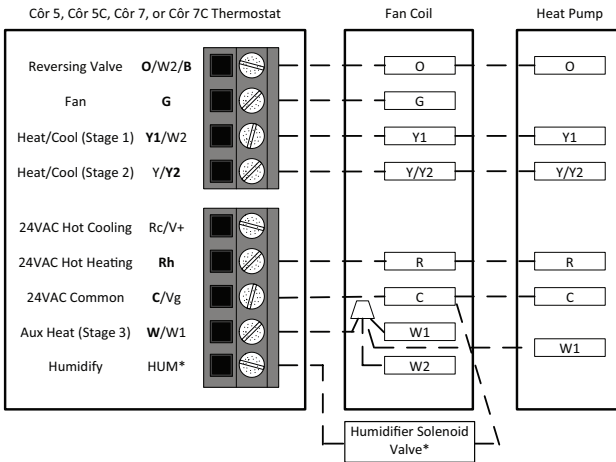 Côr 5, Côr 5C, Côr 7, or Côr 7C Thermostat
Fan Coil
Heat Pump
Reversing Valve O/W2/B
O
O
Fan G
G
Heat/Cool (Stage 1) Y1/W2
Y1
Y1
Heat/Cool (Stage 2) Y/Y2
Y/Y2
Y/Y2
24VAC Hot Cooling Rc/V+
24VAC Hot Heating Rh
R
R
24VAC Common C/Vg
C
C
Aux Heat (Stage 3) W/W1
W1
W1
Humidify HUM*
W2
Humidifier Solenoid
Valve*